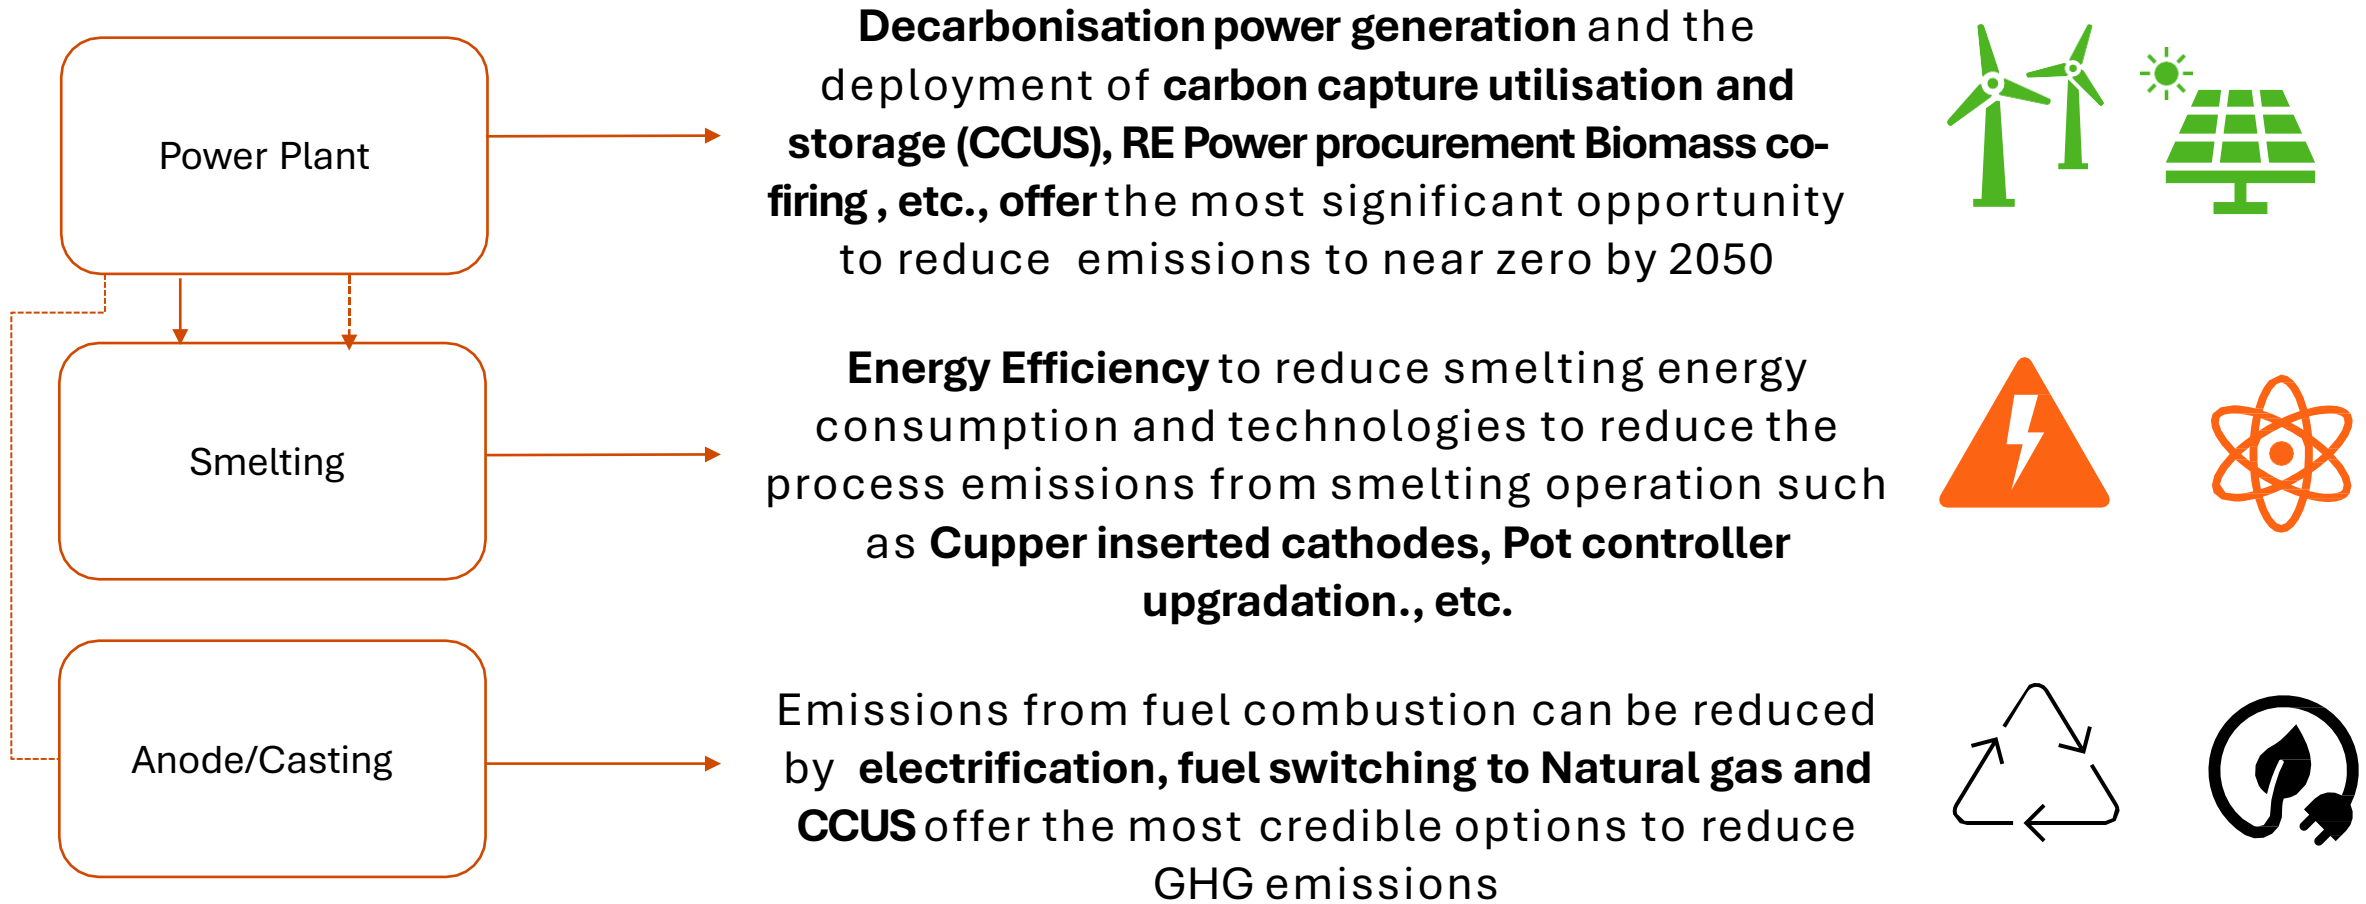 Power Plant
Decarbonisation power generation and the
deployment of carbon capture utilisation and
storage (CCUS), RE Power procurement Biomass co-
firing , etc., offer the most significant opportunity
to reduce emissions to near zero by 2050
Smelting
Energy Efficiency to reduce smelting energy
consumption and technologies to reduce the
process emissions from smelting operation such
as Cupper inserted cathodes, Pot controller
upgradation., etc.
Anode/Casting
Emissions from fuel combustion can be reduced
by electrification, fuel switching to Natural gas and
CCUS offer the most credible options to reduce
GHG emissions